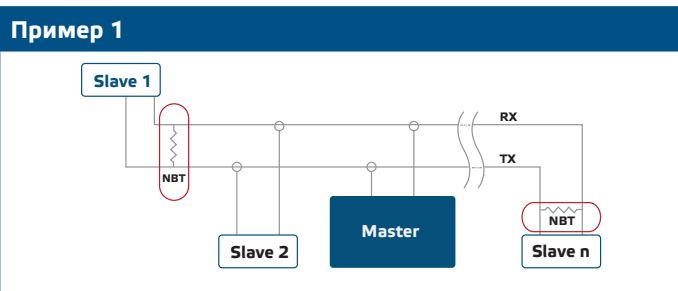 Пример 1
Slave 1
RX
TX
NBT
NBT
Master
Slave 2
Slave n